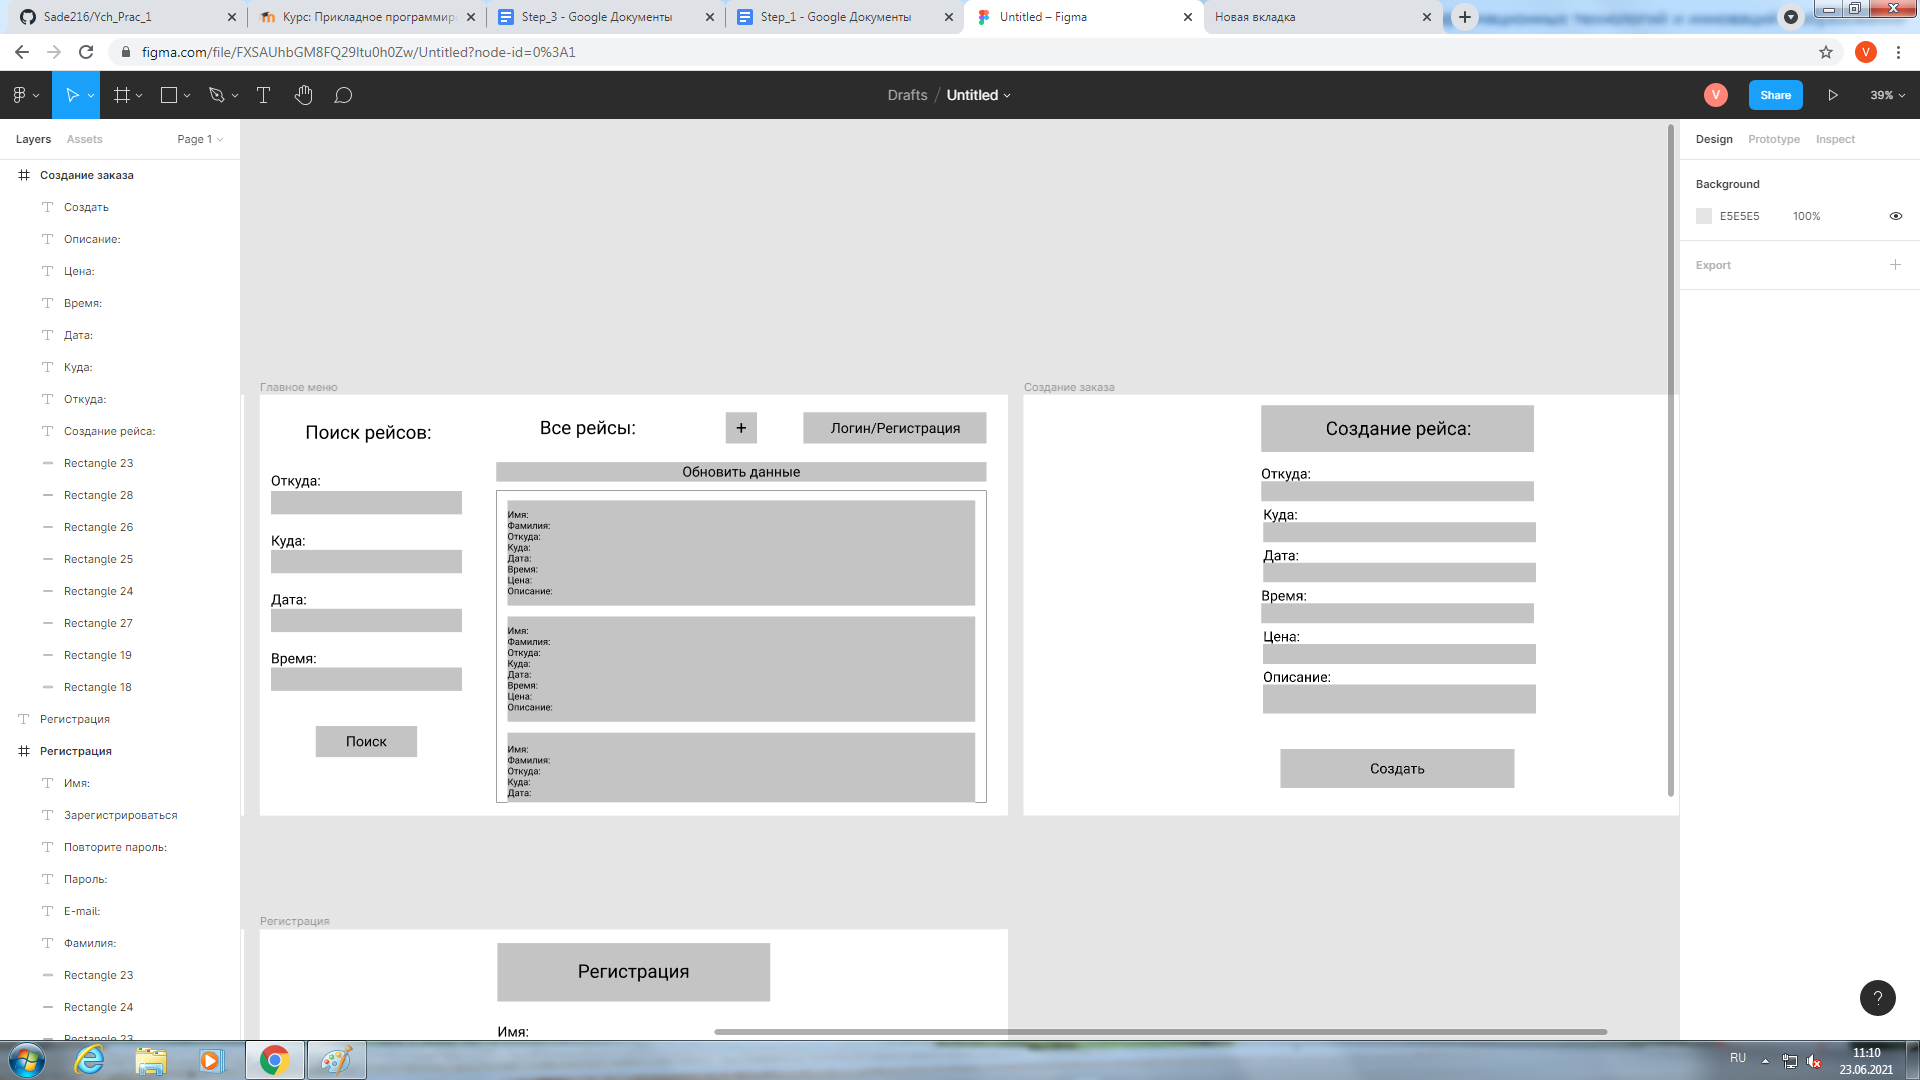 Sade216/Ych_Prac_1
Курс: Прикладное программиро
Step_3 - Google Документы
Step_1 - Google Документы
Untitled – Figma
Новая вкладка
figma.com/file/FXSAUhbGM8FQ29Itu0h0Zw/Untitled?node-id=0%3A1
V
Drafts / Untitled
V
Share
39%
Layers
Assets
Page 1
Создание заказа
Создать
Описание:
Цена:
Время:
Дата:
Куда:
Откуда:
Создание рейса:
Rectangle 23
Rectangle 28
Rectangle 26
Rectangle 25
Rectangle 24
Rectangle 27
Rectangle 19
Rectangle 18
Регистрация
Регистрация
Имя:
Зарегистрироваться
Повторите пароль:
Пароль:
E-mail:
Фамилия:
Rectangle 23
Rectangle 24
Rectangle 23
Главное меню
Поиск рейсов:
Откуда:
Куда:
Дата:
Время:
Поиск
Все рейсы:
+
Логин/Регистрация
Обновить данные
Имя:
Фамилия:
Откуда:
Куда:
Дата:
Время:
Цена:
Описание:
Имя:
Фамилия:
Откуда:
Куда:
Дата:
Время:
Цена:
Описание:
Имя:
Фамилия:
Откуда:
Куда:
Дата:
Создание заказа
Создание рейса:
Откуда:
Куда:
Дата:
Время:
Цена:
Описание:
Создать
Регистрация
Регистрация
Имя:
Design
Prototype
Inspect
Background
E5E5E5
100%
Export
?
RU
11:10
23.06.2021